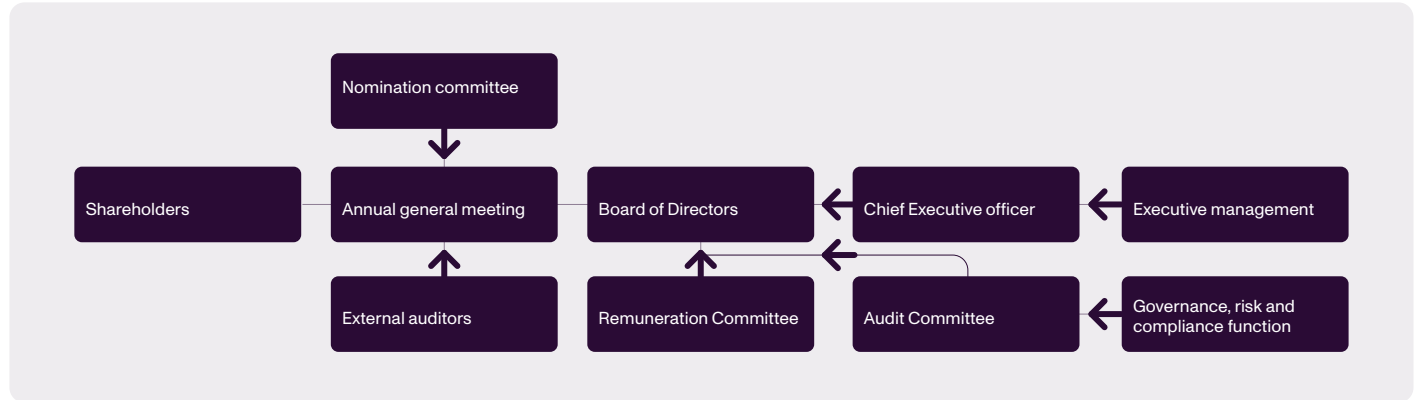 Nomination committee
Shareholders
Annual general meeting
Board of Directors
Chief Executive officer
Executive management
External auditors
Remuneration Committee
Audit Committee
Governance, risk and
compliance function